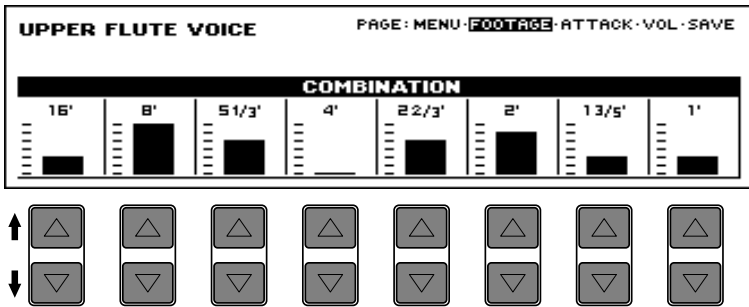 UPPER FLUTE VOICE
PAGE: MENU·FOOTAGE·ATTACK·VOL·SAVE
COMBINATION
16' 8' 5 1/3' 4' 2 2/3' 2' 1 3/5' 1'